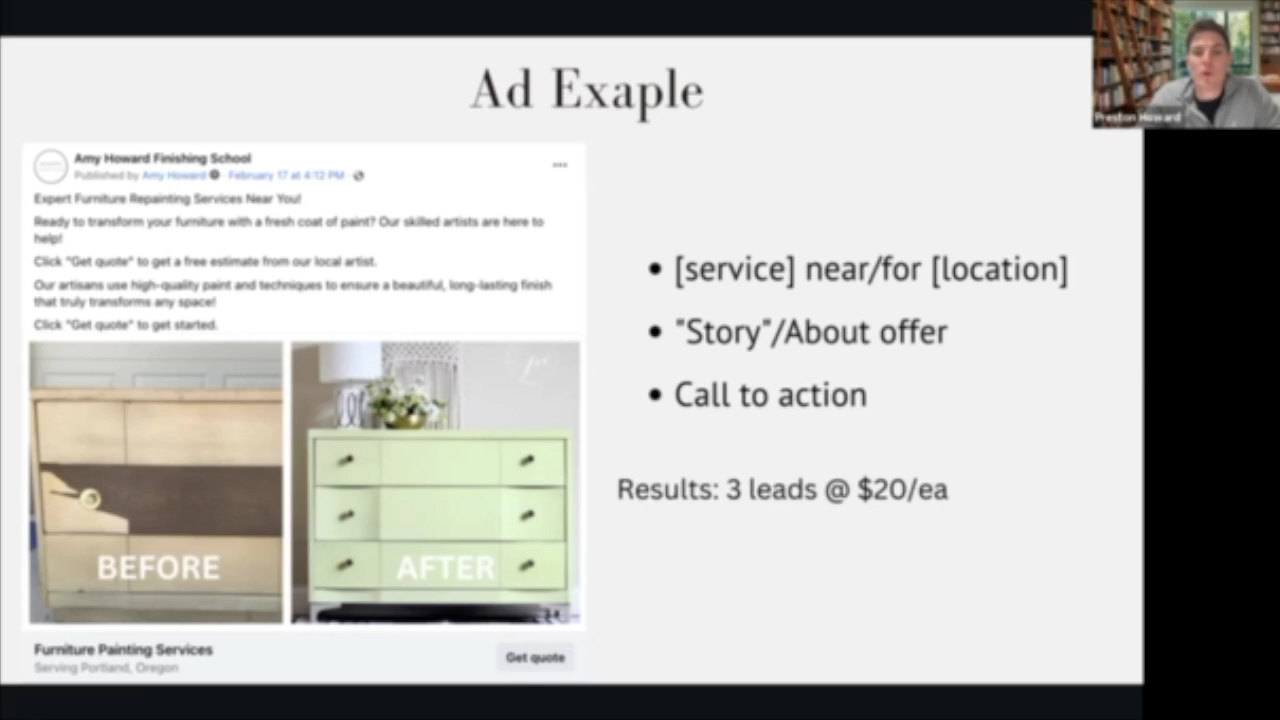 Ad Exaple
Preston Howard
Amy Howard Finishing School
Published by Amy Howard · February 17 at 4:12 PM ·
Expert Furniture Repainting Services Near You!
Ready to transform your furniture with a fresh coat of paint? Our skilled artists are here to
help!
Click "Get quote" to get a free estimate from our local artist.
Our artisans use high-quality paint and techniques to ensure a beautiful, long-lasting finish
that truly transforms any space!
Click "Get quote" to get started.
BEFORE
AFTER
Furniture Painting Services
Serving Portland, Oregon
Get quote
• [service] near/for [location]
• "Story"/About offer
• Call to action
Results: 3 leads @ $20/ea